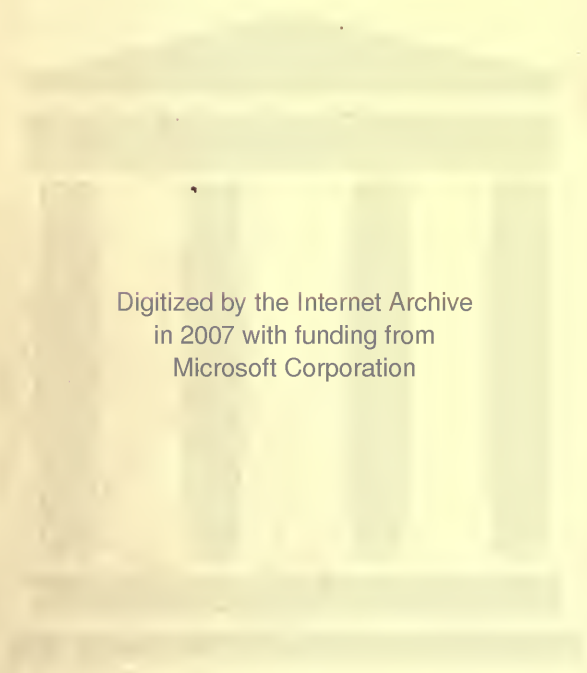 Digitized by the Internet Archive
in 2007 with funding from
Microsoft Corporation